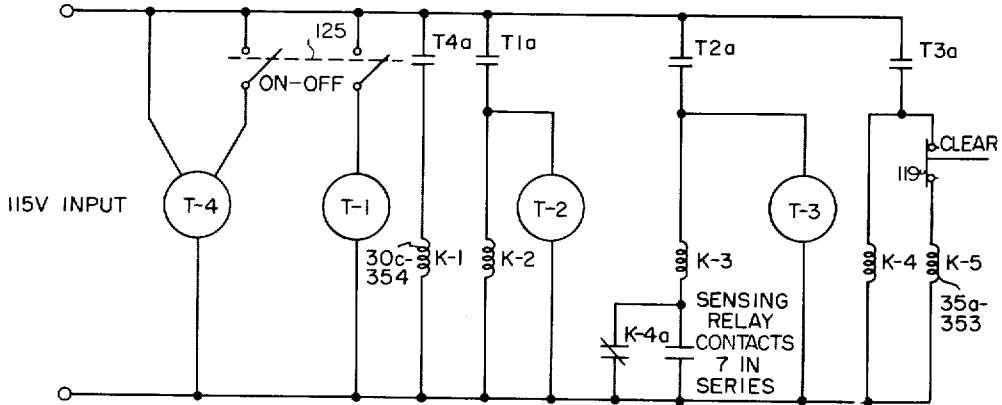 125
T4a
T1a
T2a
T3a
ON-OFF
CLEAR
119
115V INPUT
T-4
T-1
T-2
T-3
30c-
354
K-1
K-2
K-3
K-4
K-5
35a-
353
K-4a
SENSING
RELAY
CONTACTS
7 IN
SERIES